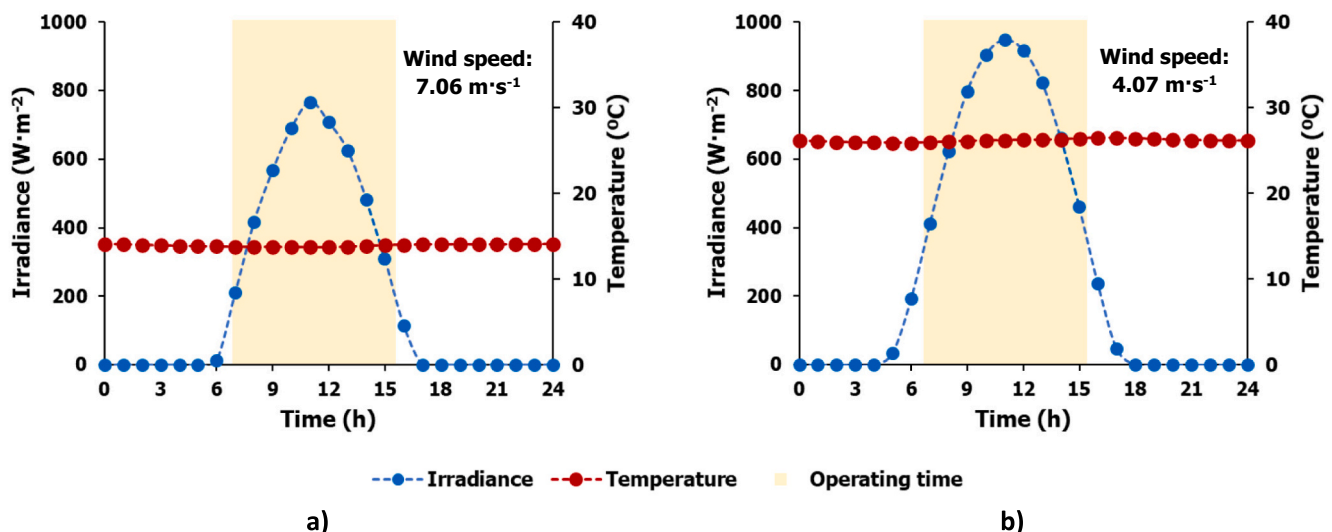 1000
800
600
400
200
0
Irradiance (W·m⁻²)
40
30
20
10
0
Temperature (ºC)
Wind speed:
7.06 m·s⁻¹
0 3 6 9 12 15 18 21 24
Time (h)
1000
800
600
400
200
0
Irradiance (W·m⁻²)
40
30
20
10
0
Temperature (ºC)
Wind speed:
4.07 m·s⁻¹
0 3 6 9 12 15 18 21 24
Time (h)
Irradiance Temperature Operating time
a) b)